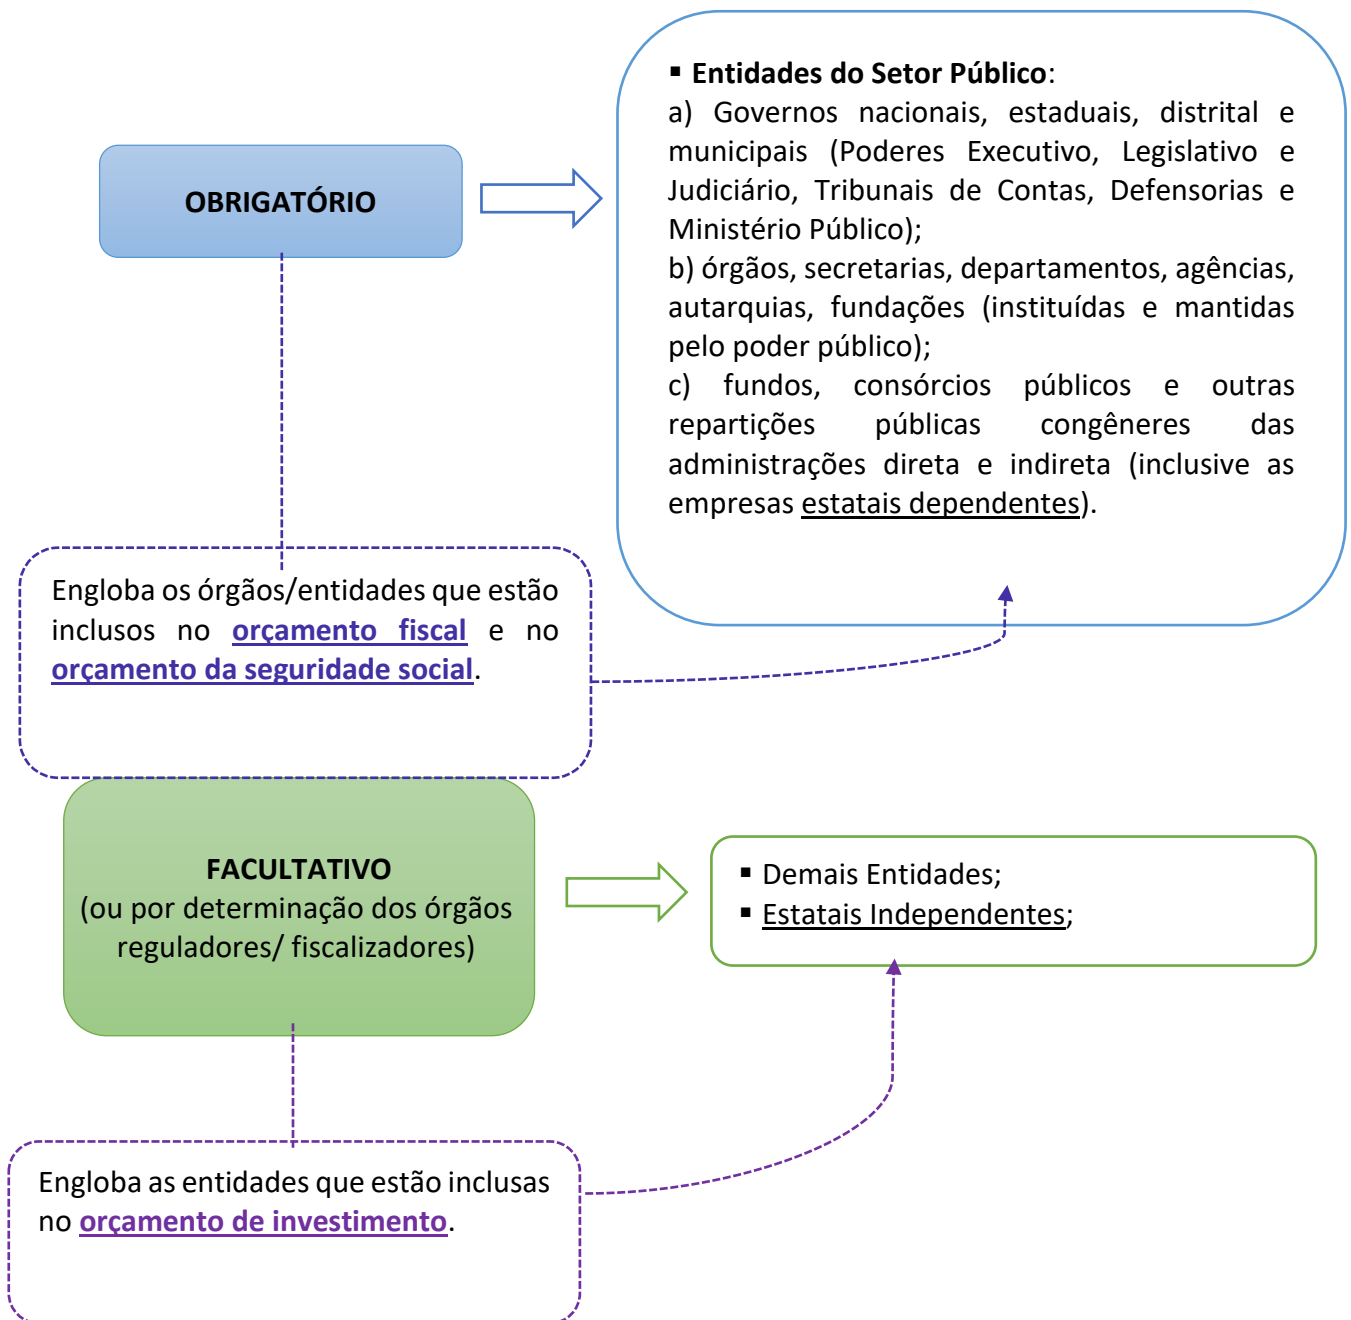 OBRIGATÓRIO
▪ Entidades do Setor Público:
a) Governos nacionais, estaduais, distrital e
municipais (Poderes Executivo, Legislativo e
Judiciário, Tribunais de Contas, Defensorias e
Ministério Público);
b) órgãos, secretarias, departamentos, agências,
autarquias, fundações (instituídas e mantidas
pelo poder público);
c) fundos, consórcios públicos e outras
repartições públicas congêneres das
administrações direta e indireta (inclusive as
empresas estatais dependentes).
Engloba os órgãos/entidades que estão
inclusos no orçamento fiscal e no
orçamento da seguridade social.
FACULTATIVO
(ou por determinação dos órgãos
reguladores/ fiscalizadores)
▪ Demais Entidades;
▪ Estatais Independentes;
Engloba as entidades que estão inclusas
no orçamento de investimento.